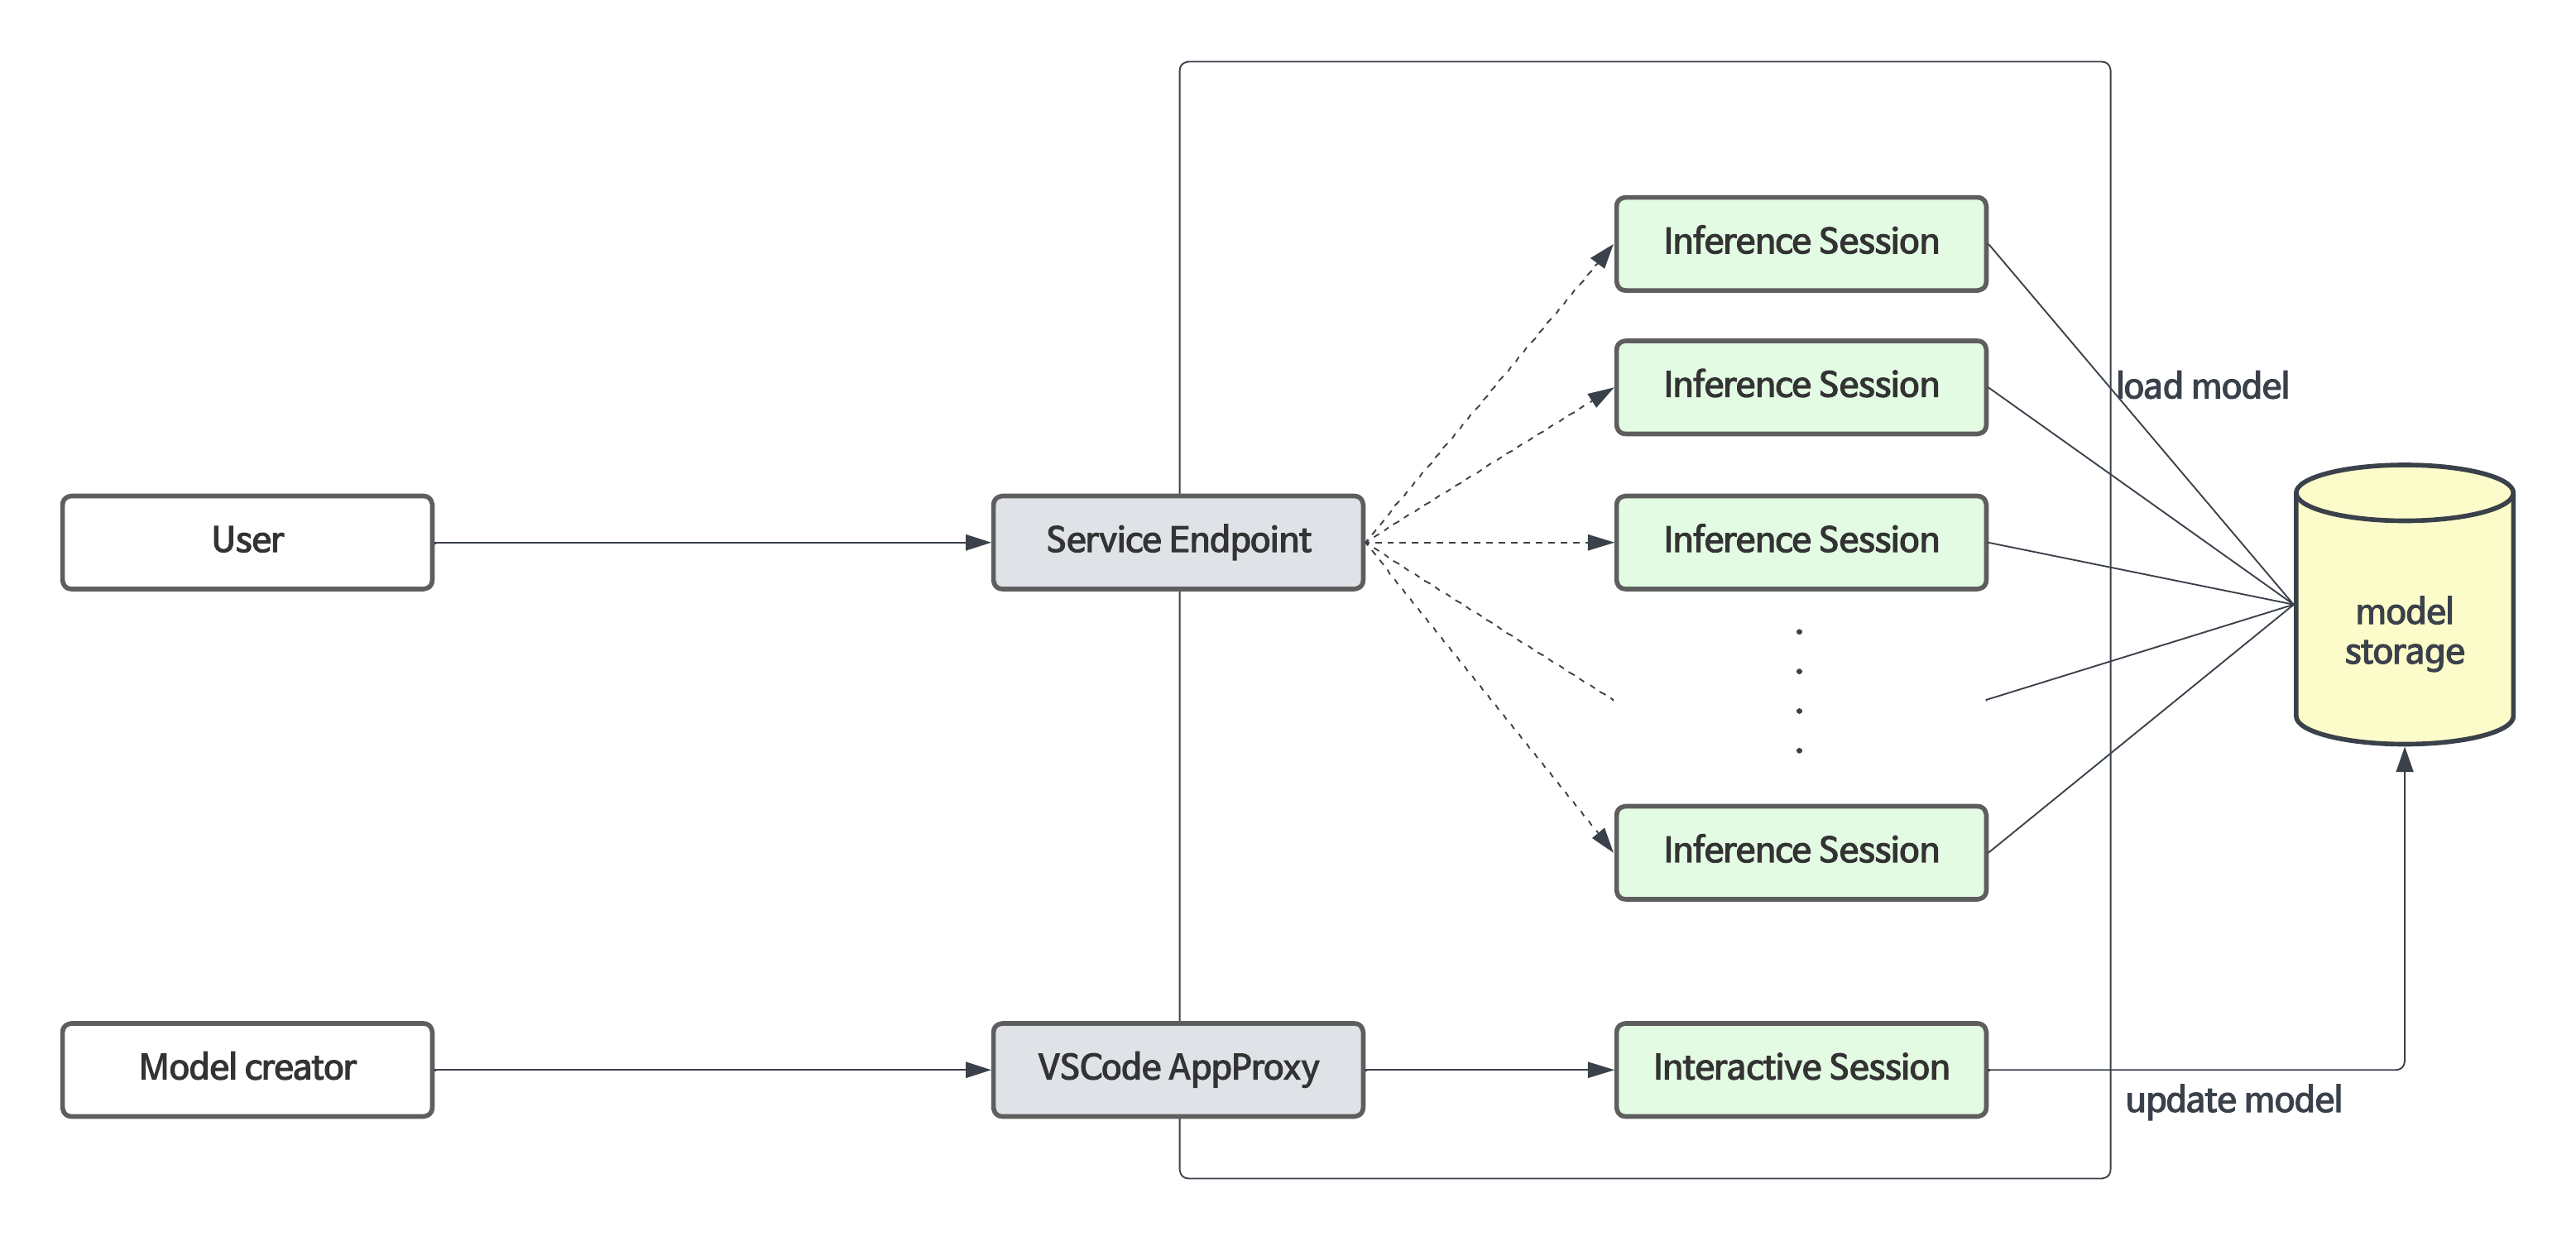 Inference Session
Inference Session
load model
User
Service Endpoint
Inference Session
model
storage
Inference Session
Model creator
VSCode AppProxy
Interactive Session
update model